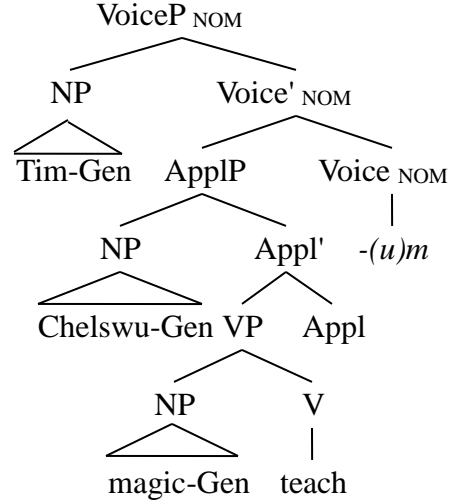 VoiceP NOM
NP Voice' NOM
Tim-Gen ApplP Voice NOM
NP Appl' -(u)m
Chelswu-Gen VP Appl
NP V
magic-Gen teach